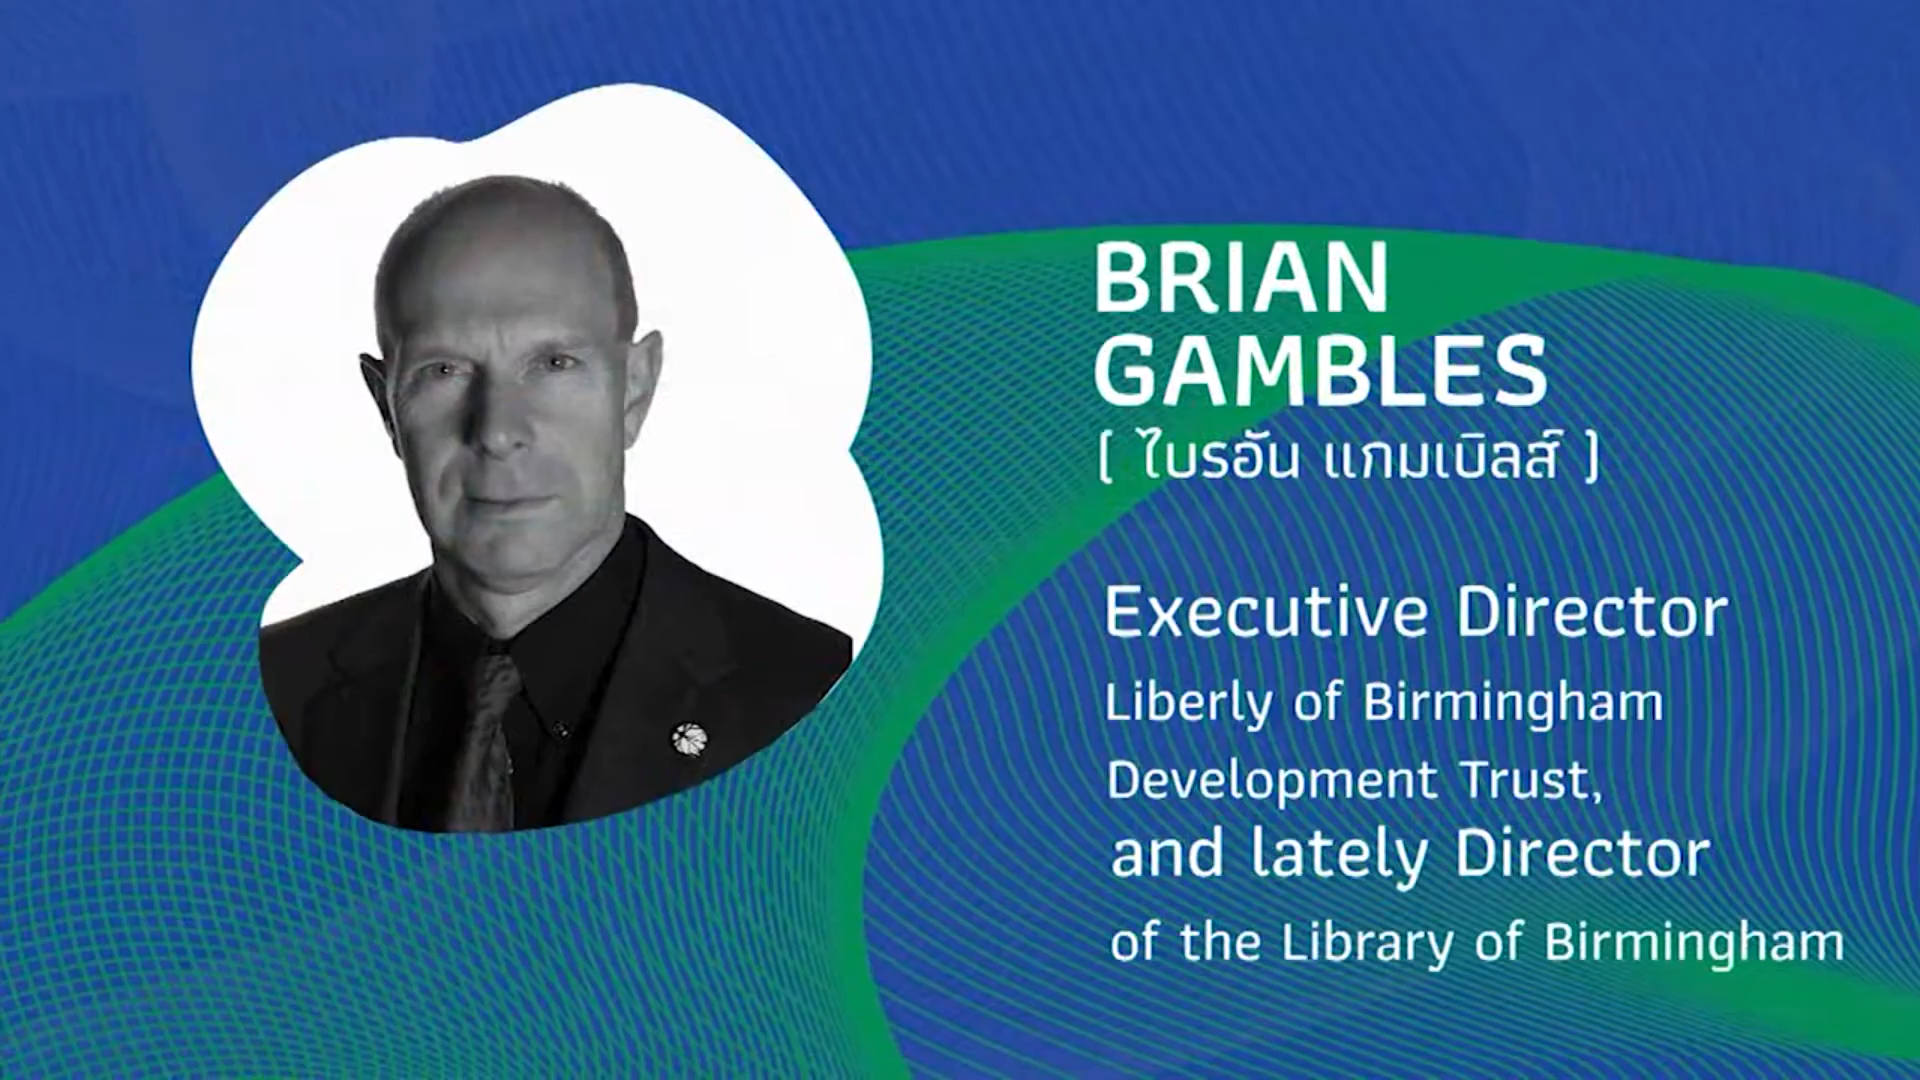 BRIAN
GAMBLES
[ ไบรอัน แกมเบิลส์ ]
Executive Director
Liberly of Birmingham
Development Trust,
and lately Director
of the Library of Birmingham